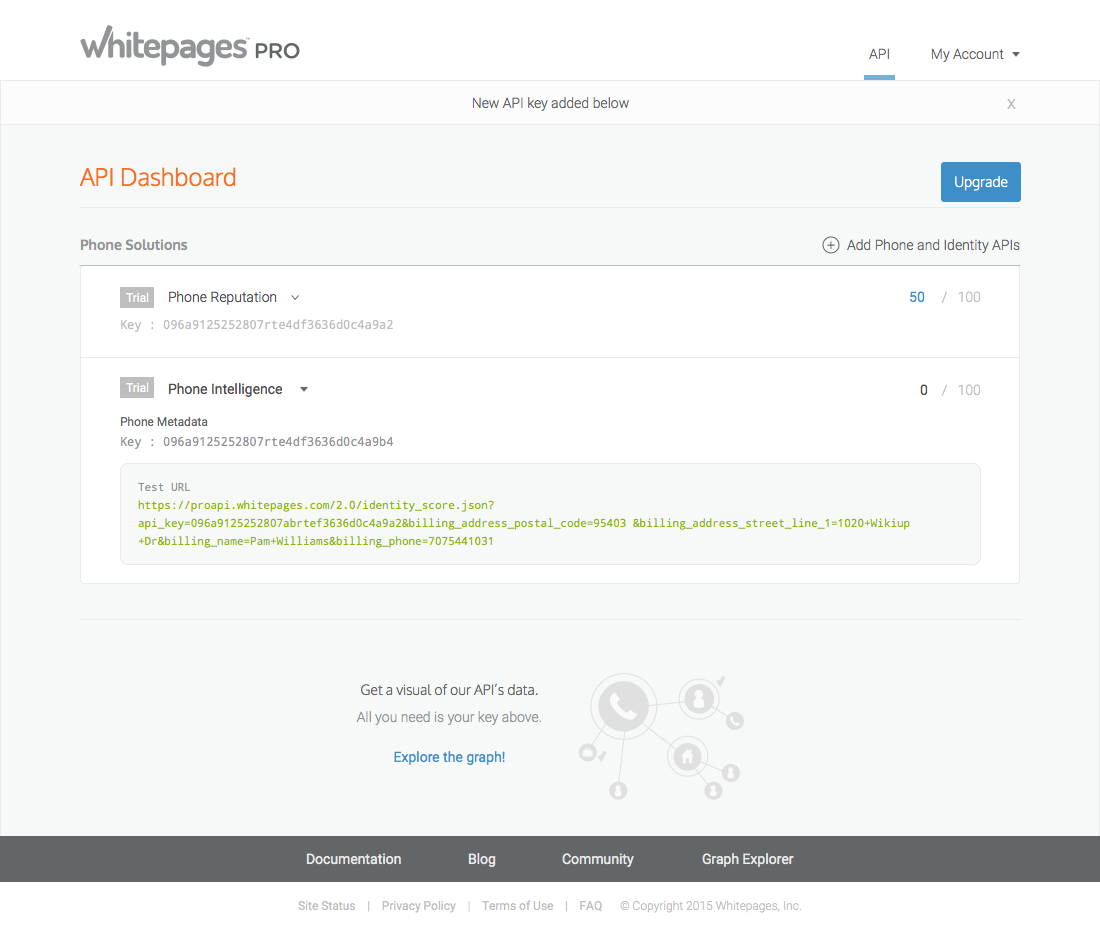 whitepages™ PRO
API
My Account
New API key added below
X
API Dashboard
Upgrade
Phone Solutions
Add Phone and Identity APIs
Trial Phone Reputation
50 / 100
Key : 096a9125252807rte4df3636d0c4a9a2
Trial Phone Intelligence
0 / 100
Phone Metadata
Key : 096a9125252807rte4df3636d0c4a9b4
Test URL
https://proapi.whitepages.com/2.0/identity_score.json?
api_key=096a9125252807abrtef3636d0c4a9a2&billing_address_postal_code=95403 &billing_address_street_line_1=1020+Wikiup
+Dr&billing_name=Pam+Williams&billing_phone=7075441031
Get a visual of our API's data.
All you need is your key above.
Explore the graph!
Documentation
Blog
Community
Graph Explorer
Site Status | Privacy Policy | Terms of Use | FAQ © Copyright 2015 Whitepages, Inc.